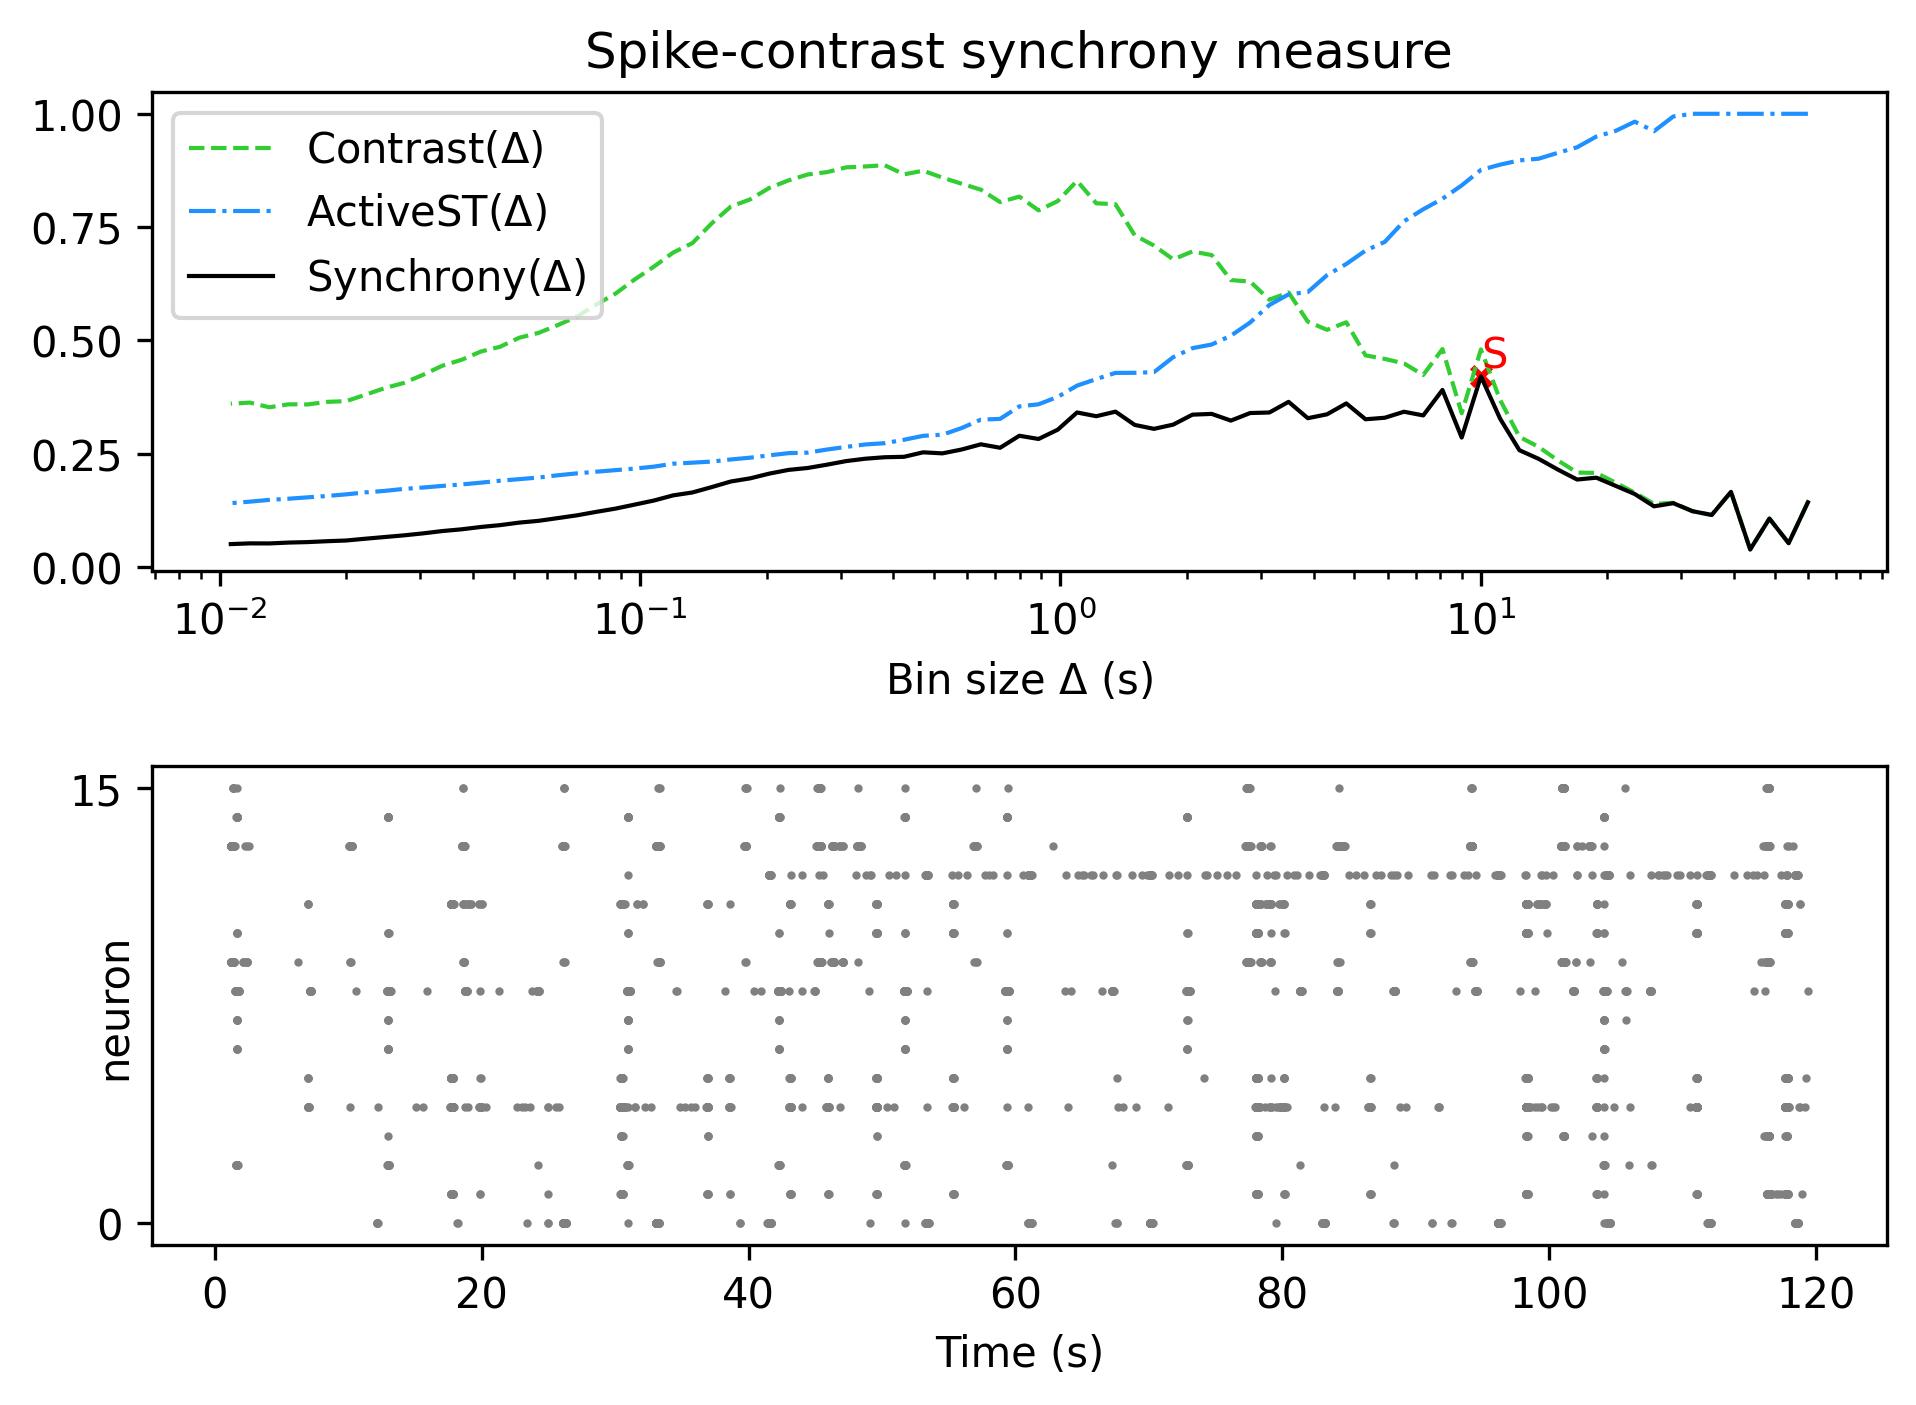 Spike-contrast synchrony measure
1.00
0.75
0.50
0.25
0.00
Contrast(Δ)
ActiveST(Δ)
Synchrony(Δ)
S
10⁻² 10⁻¹ 10⁰ 10¹
Bin size Δ (s)
15
0
neuron
0 20 40 60 80 100 120
Time (s)